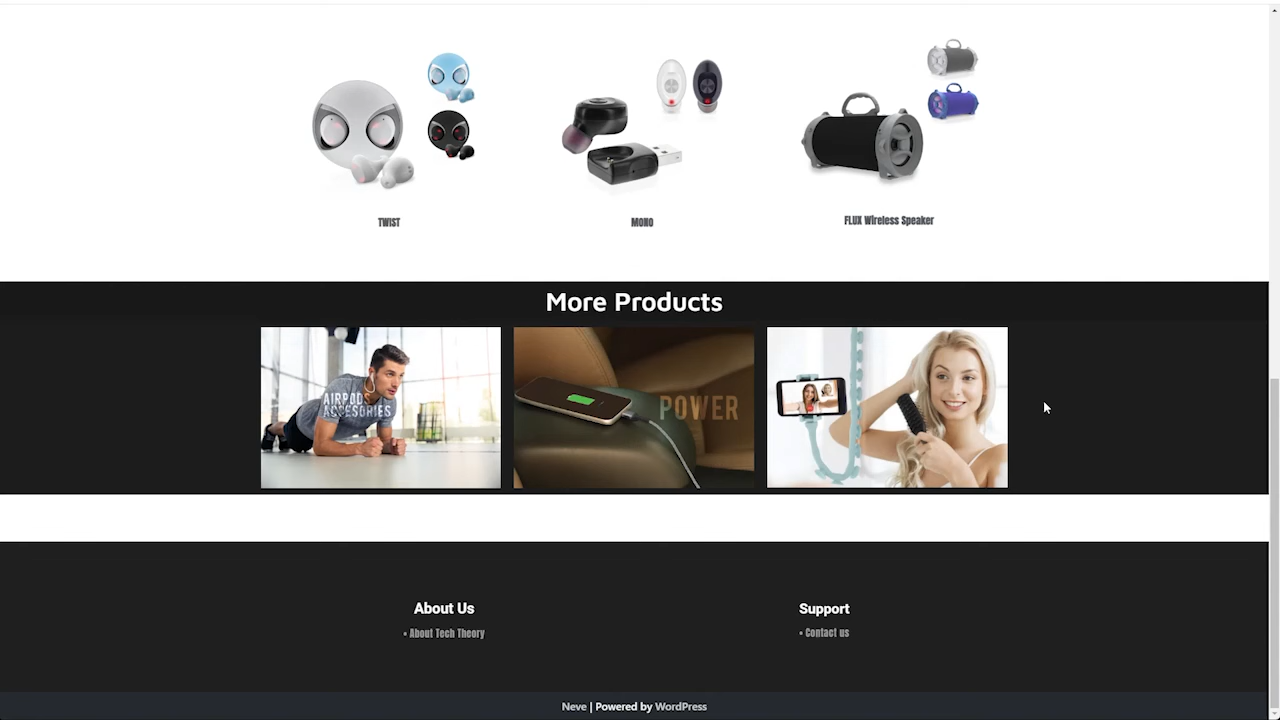 TWIST
MONO
FLUX Wireless Speaker
More Products
AIRPOD
ACCESORIES
POWER
About Us
Support
▪ About Tech Theory
▪ Contact us
Neve | Powered by WordPress